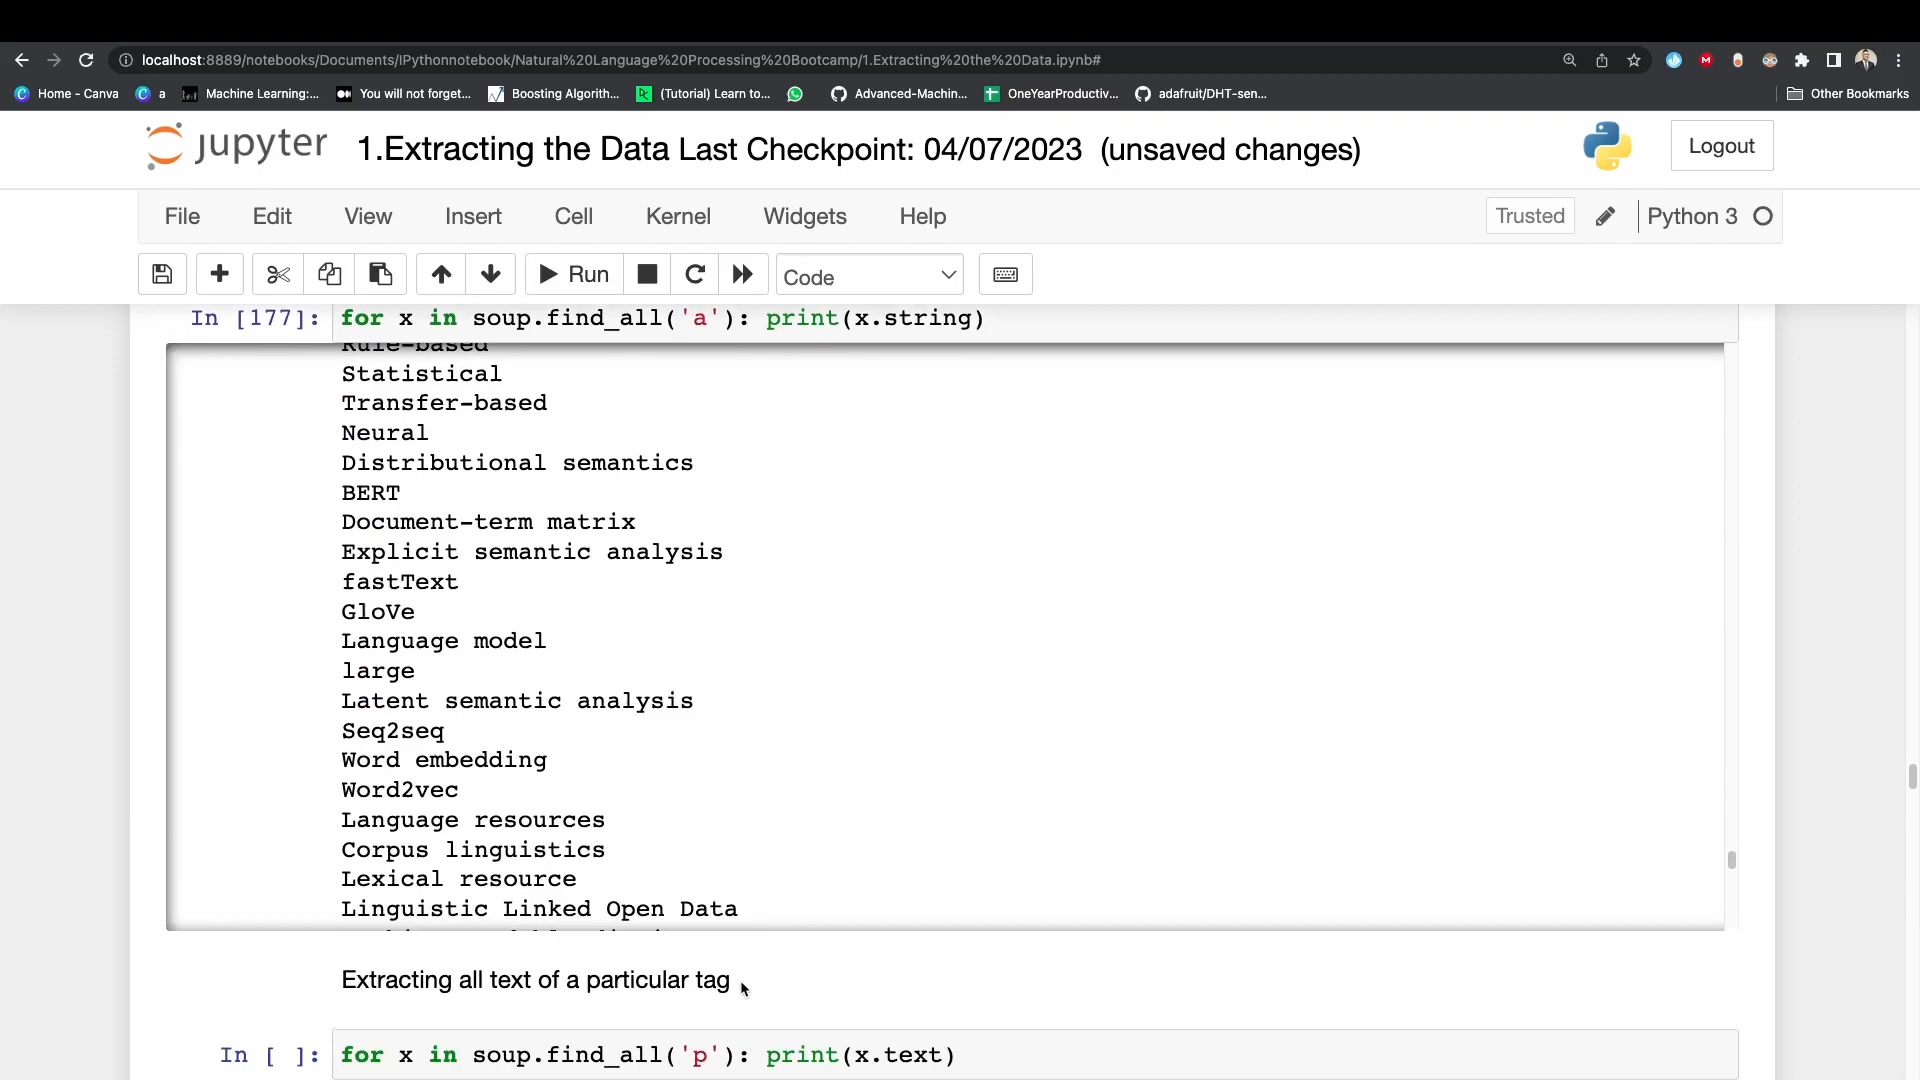 localhost:8889/notebooks/Documents/IPythonnotebook/Natural%20Language%20Processing%20Bootcamp/1.Extracting%20the%20Data.ipynb#
Home - Canva a Machine Learning:... You will not forget... Boosting Algorith... (Tutorial) Learn to... Advanced-Machin... OneYearProductiv... adafruit/DHT-sen... Other Bookmarks
jupyter 1.Extracting the Data Last Checkpoint: 04/07/2023 (unsaved changes) Logout
File Edit View Insert Cell Kernel Widgets Help Trusted Python 3
Run Code
In [177]: for x in soup.find_all('a'): print(x.string)
Rule-based
Statistical
Transfer-based
Neural
Distributional semantics
BERT
Document-term matrix
Explicit semantic analysis
fastText
GloVe
Language model
large
Latent semantic analysis
Seq2seq
Word embedding
Word2vec
Language resources
Corpus linguistics
Lexical resource
Linguistic Linked Open Data
Extracting all text of a particular tag
In [ ]: for x in soup.find_all('p'): print(x.text)